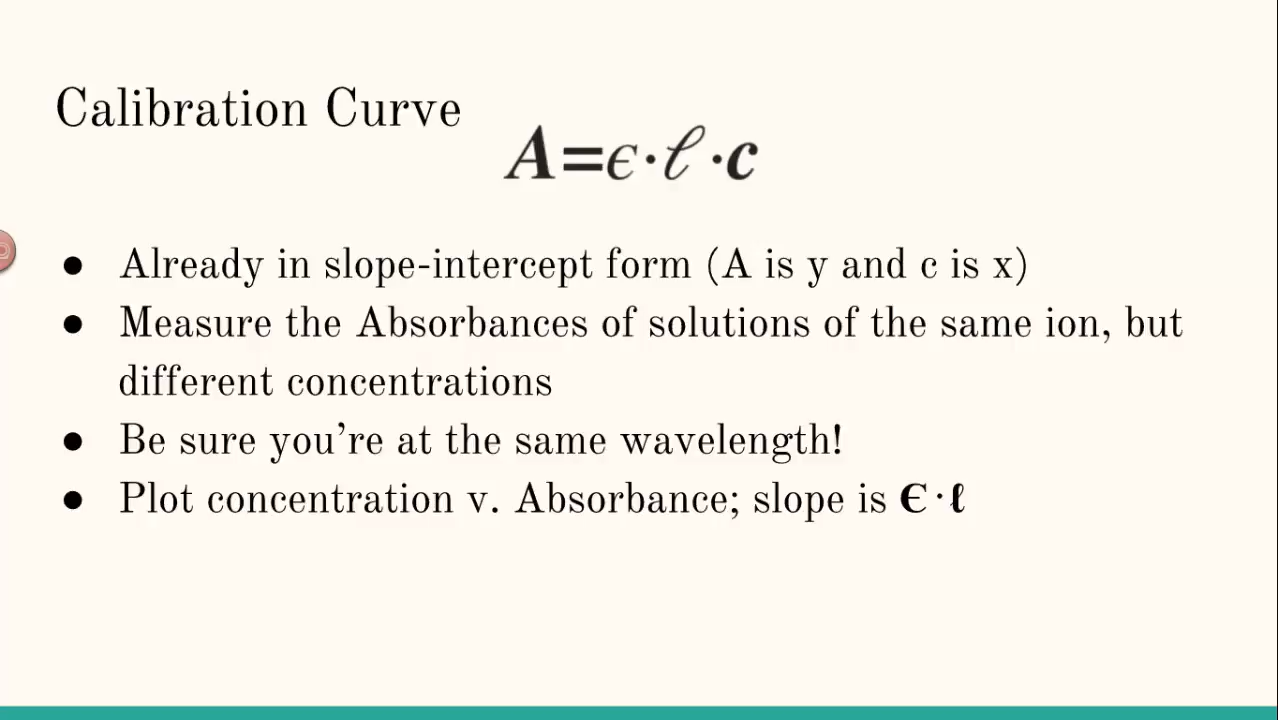 Calibration Curve
A=ϵ·ℓ·c
● Already in slope-intercept form (A is y and c is x)
● Measure the Absorbances of solutions of the same ion, but
different concentrations
● Be sure you’re at the same wavelength!
● Plot concentration v. Absorbance; slope is Є·ℓ